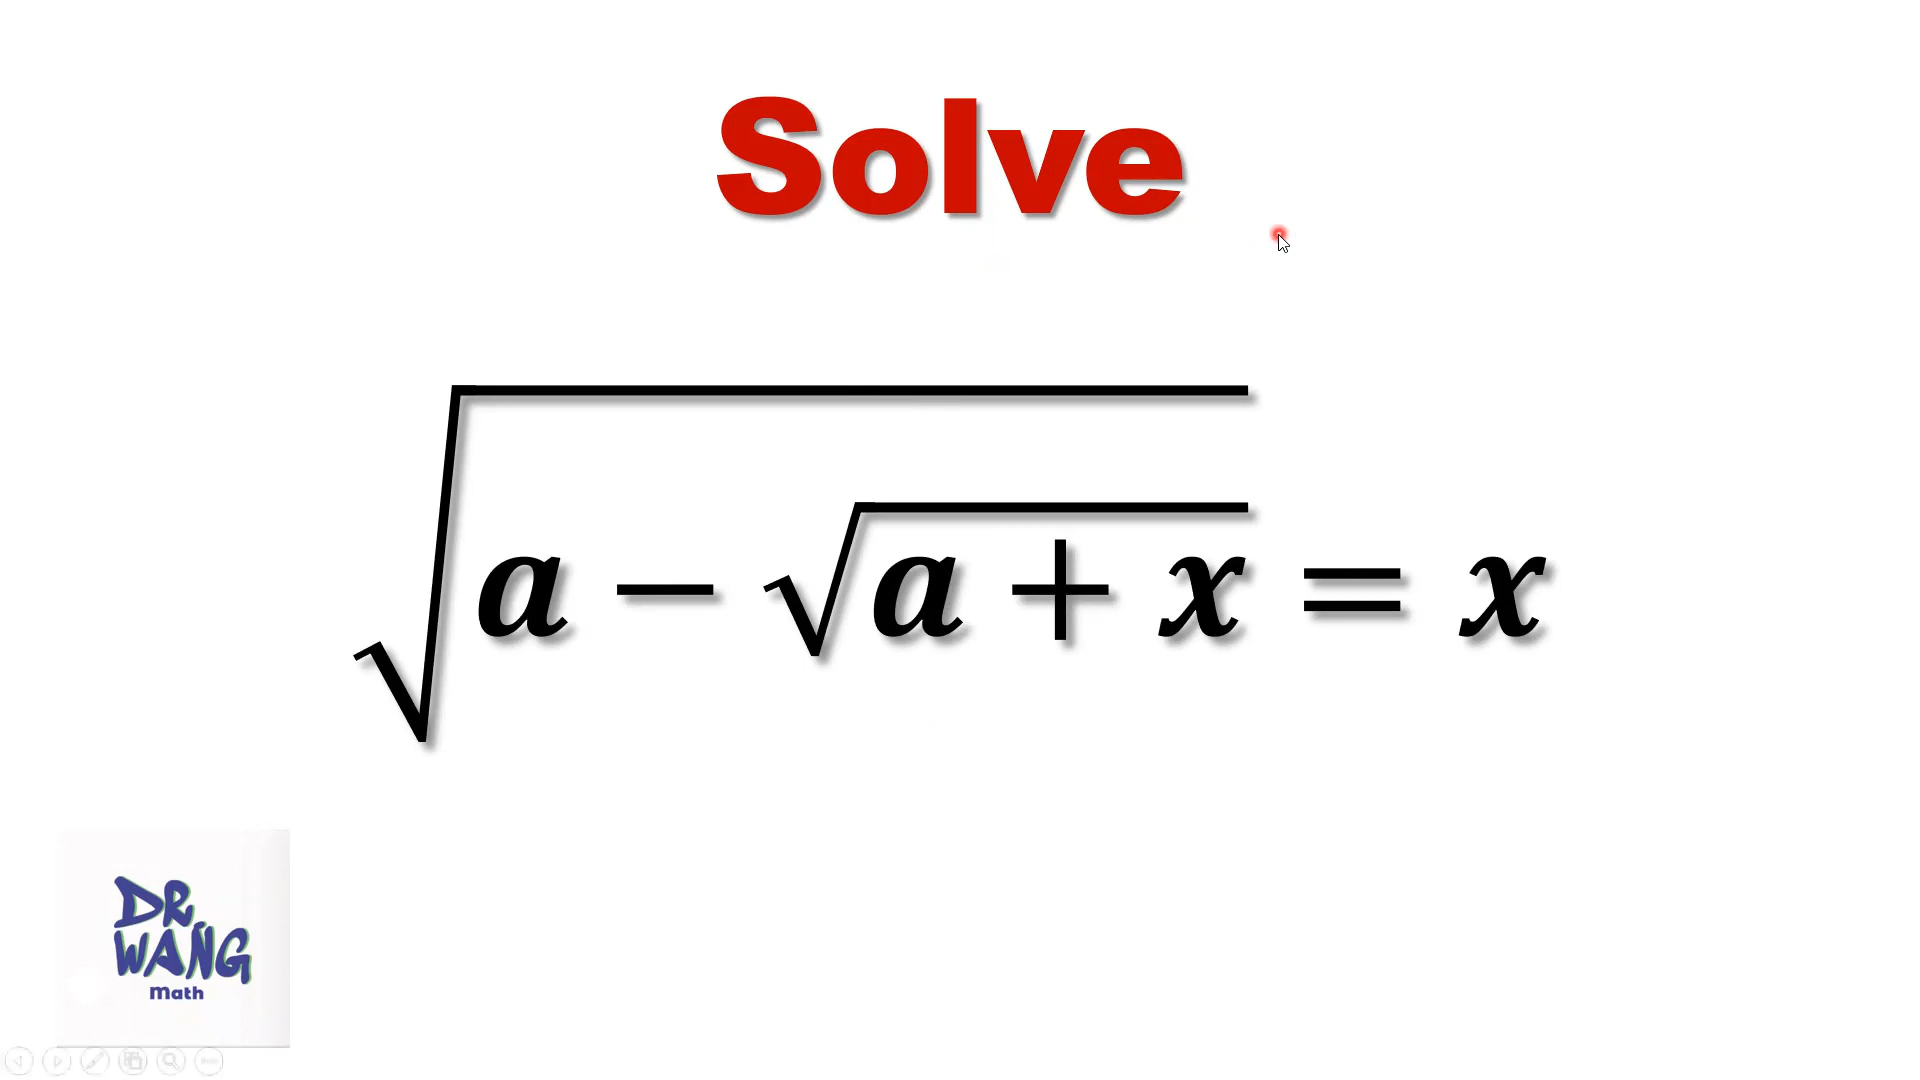 Solve
√(a − √(a + x)) = x
DR.
WANG
Math